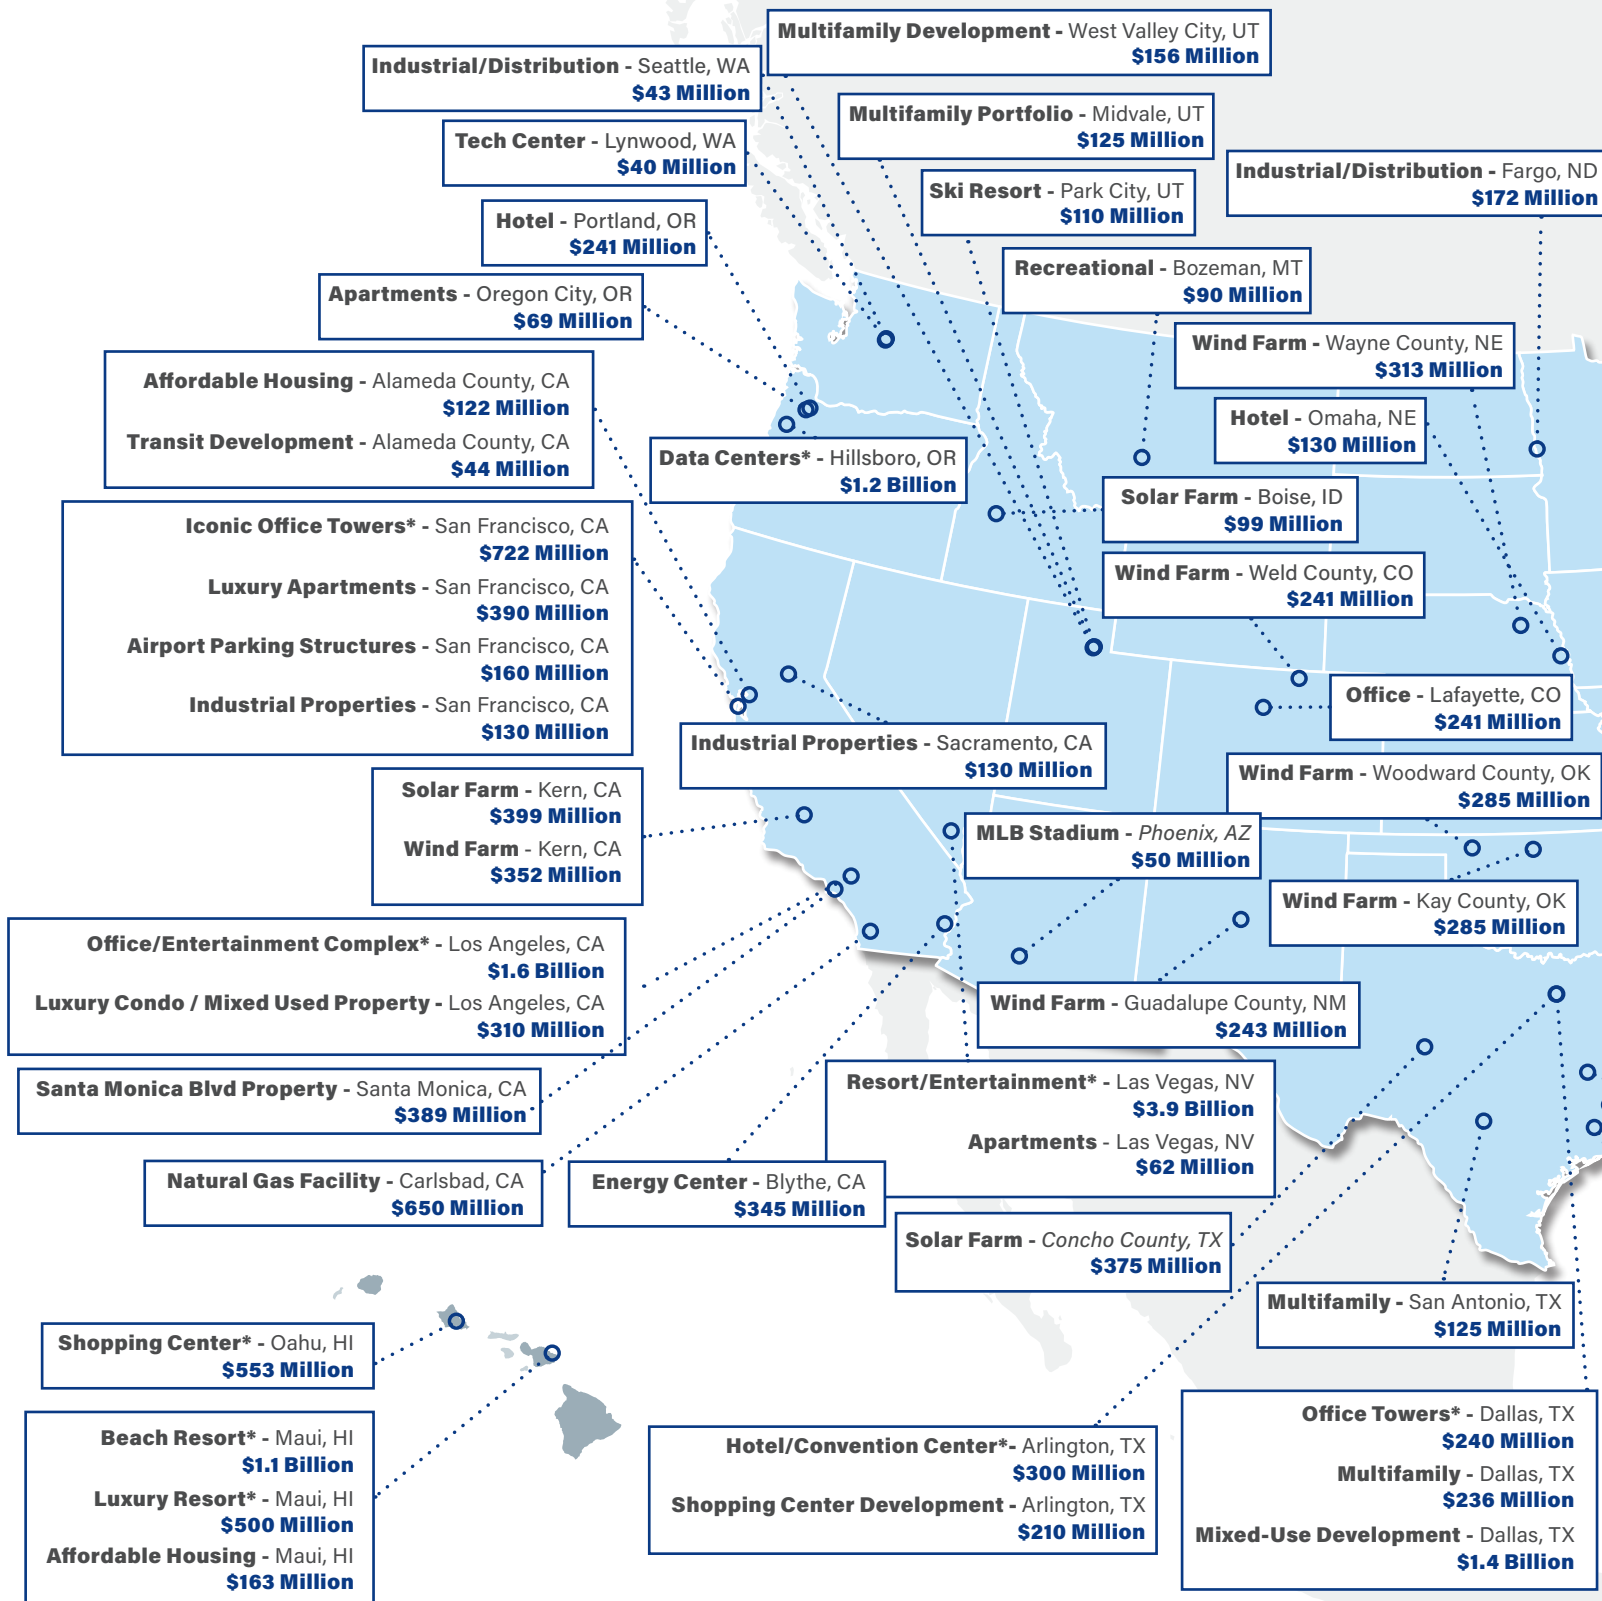 Multifamily Development - West Valley City, UT
$156 Million
Industrial/Distribution - Seattle, WA
$43 Million
Multifamily Portfolio - Midvale, UT
$125 Million
Tech Center - Lynwood, WA
$40 Million
Industrial/Distribution - Fargo, ND
$172 Million
Ski Resort - Park City, UT
$110 Million
Hotel - Portland, OR
$241 Million
Recreational - Bozeman, MT
$90 Million
Apartments - Oregon City, OR
$69 Million
Wind Farm - Wayne County, NE
$313 Million
Affordable Housing - Alameda County, CA
$122 Million
Transit Development - Alameda County, CA
$44 Million
Hotel - Omaha, NE
$130 Million
Data Centers* - Hillsboro, OR
$1.2 Billion
Solar Farm - Boise, ID
$99 Million
Iconic Office Towers* - San Francisco, CA
$722 Million
Luxury Apartments - San Francisco, CA
$390 Million
Airport Parking Structures - San Francisco, CA
$160 Million
Industrial Properties - San Francisco, CA
$130 Million
Wind Farm - Weld County, CO
$241 Million
Office - Lafayette, CO
$241 Million
Industrial Properties - Sacramento, CA
$130 Million
Wind Farm - Woodward County, OK
$285 Million
Solar Farm - Kern, CA
$399 Million
Wind Farm - Kern, CA
$352 Million
MLB Stadium - Phoenix, AZ
$50 Million
Wind Farm - Kay County, OK
$285 Million
Office/Entertainment Complex* - Los Angeles, CA
$1.6 Billion
Luxury Condo / Mixed Used Property - Los Angeles, CA
$310 Million
Wind Farm - Guadalupe County, NM
$243 Million
Santa Monica Blvd Property - Santa Monica, CA
$389 Million
Resort/Entertainment* - Las Vegas, NV
$3.9 Billion
Apartments - Las Vegas, NV
$62 Million
Natural Gas Facility - Carlsbad, CA
$650 Million
Energy Center - Blythe, CA
$345 Million
Solar Farm - Concho County, TX
$375 Million
Multifamily - San Antonio, TX
$125 Million
Shopping Center* - Oahu, HI
$553 Million
Beach Resort* - Maui, HI
$1.1 Billion
Luxury Resort* - Maui, HI
$500 Million
Affordable Housing - Maui, HI
$163 Million
Hotel/Convention Center*- Arlington, TX
$300 Million
Shopping Center Development - Arlington, TX
$210 Million
Office Towers* - Dallas, TX
$240 Million
Multifamily - Dallas, TX
$236 Million
Mixed-Use Development - Dallas, TX
$1.4 Billion